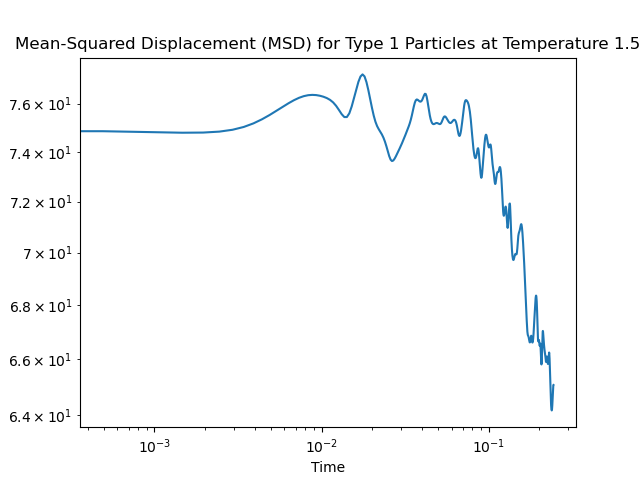 Mean-Squared Displacement (MSD) for Type 1 Particles at Temperature 1.5
7.6 × 10¹
7.4 × 10¹
7.2 × 10¹
7 × 10¹
6.8 × 10¹
6.6 × 10¹
6.4 × 10¹
10⁻³
10⁻²
10⁻¹
Time